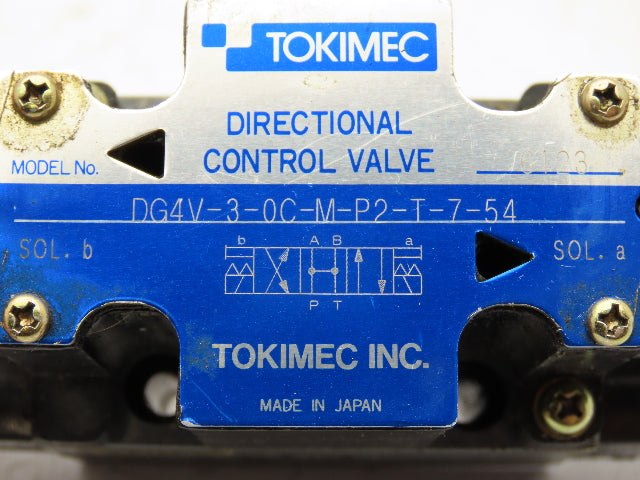 TOKIMEC
DIRECTIONAL
CONTROL VALVE
MODEL No.
DG4V-3-0C-M-P2-T-7-54
SOL. b
b A B a
SOL. a
P T
TOKIMEC INC.
MADE IN JAPAN